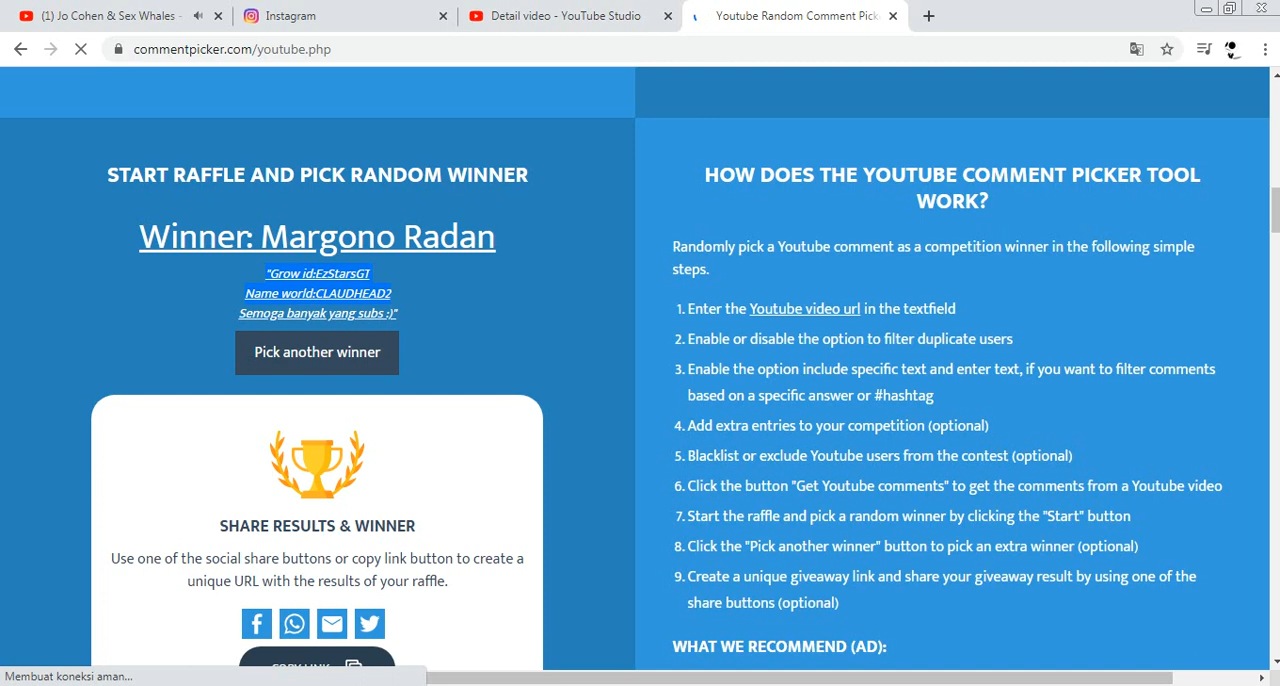 (1) Jo Cohen & Sex Whales -
Instagram
Detail video - YouTube Studio
Youtube Random Comment Pick
commentpicker.com/youtube.php
START RAFFLE AND PICK RANDOM WINNER
Winner: Margono Radan
"Grow id:EzStarsGT
Name world:CLAUDHEAD2
Semoga banyak yang subs :)"
Pick another winner
SHARE RESULTS & WINNER
Use one of the social share buttons or copy link button to create a
unique URL with the results of your raffle.
COPY LINK
HOW DOES THE YOUTUBE COMMENT PICKER TOOL
WORK?
Randomly pick a Youtube comment as a competition winner in the following simple
steps.
1. Enter the Youtube video url in the textfield
2. Enable or disable the option to filter duplicate users
3. Enable the option include specific text and enter text, if you want to filter comments
based on a specific answer or #hashtag
4. Add extra entries to your competition (optional)
5. Blacklist or exclude Youtube users from the contest (optional)
6. Click the button "Get Youtube comments" to get the comments from a Youtube video
7. Start the raffle and pick a random winner by clicking the "Start" button
8. Click the "Pick another winner" button to pick an extra winner (optional)
9. Create a unique giveaway link and share your giveaway result by using one of the
share buttons (optional)
WHAT WE RECOMMEND (AD):
Membuat koneksi aman...